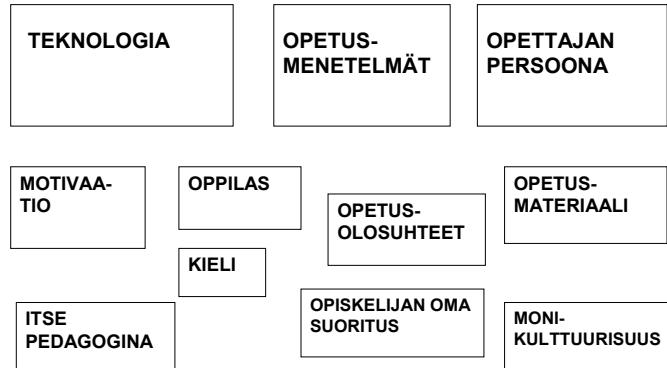 TEKNOLOGIA
OPETUS-
MENETELMÄT
OPETTAJAN
PERSOONA
MOTIVAA-
TIO
OPPILAS
OPETUS-
OLOSUHTEET
OPETUS-
MATERIAALI
KIELI
ITSE
PEDAGOGINA
OPISKELIJAN OMA
SUORITUS
MONI-
KULTTUURISUUS